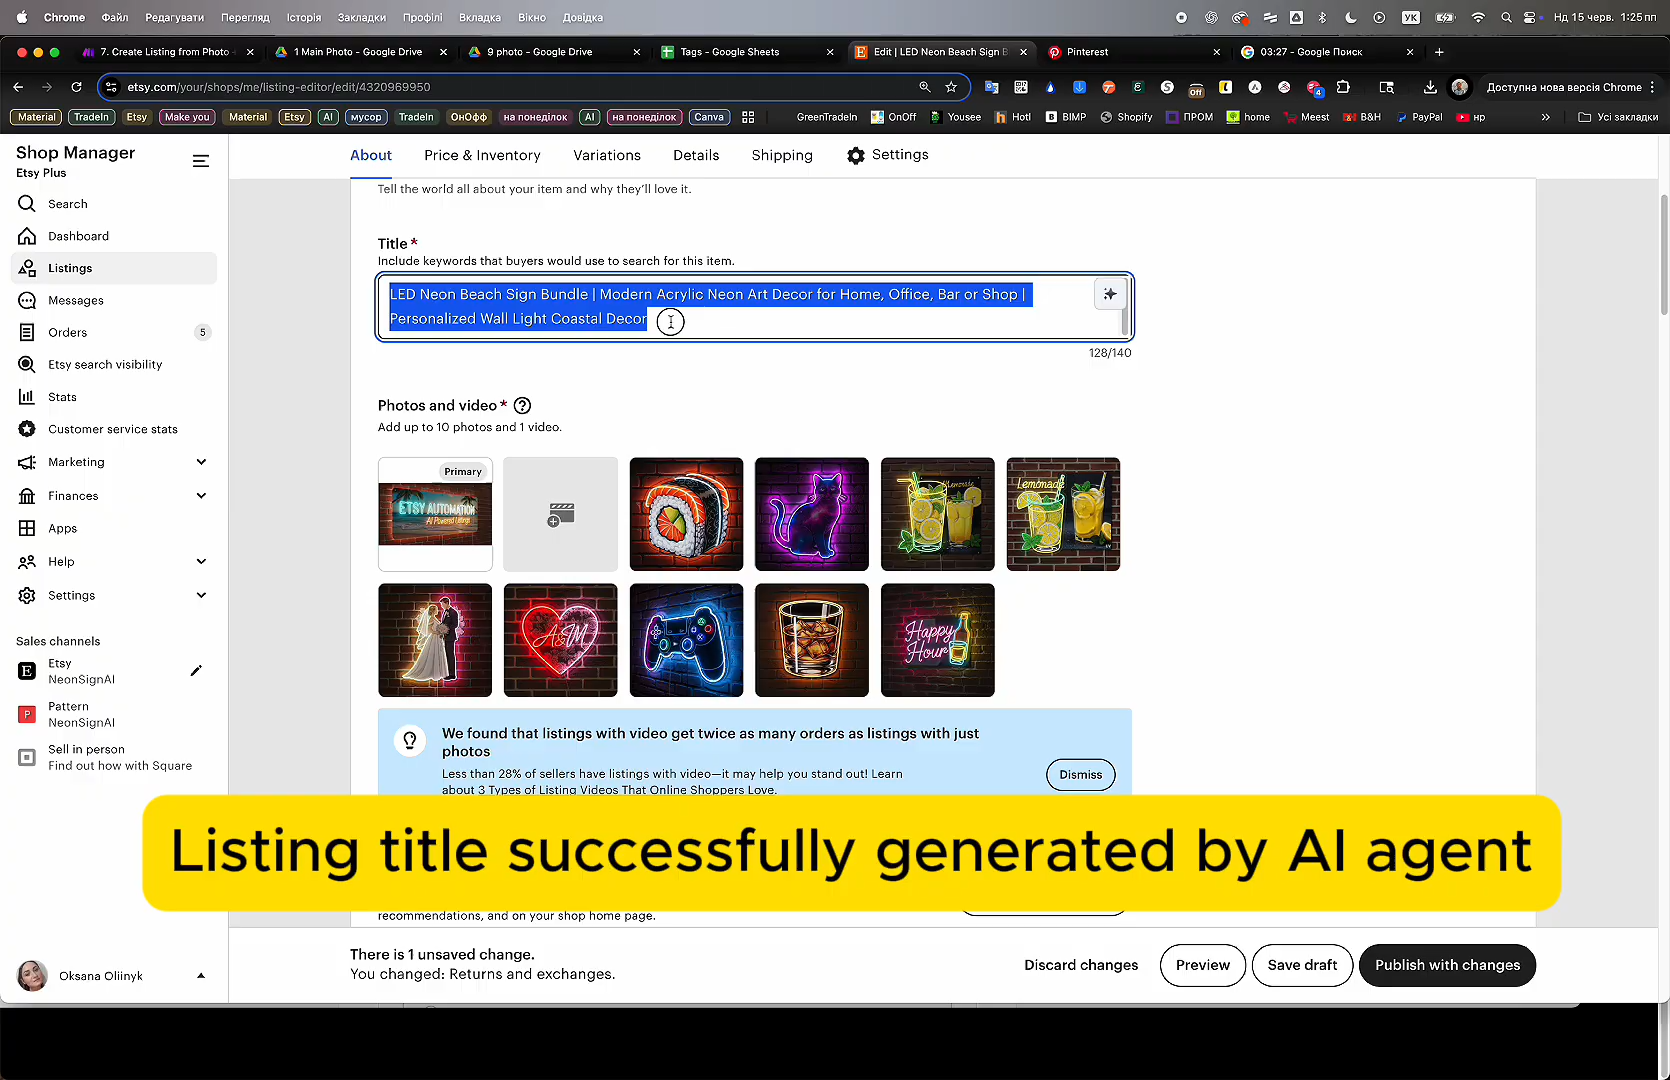 Chrome Файл Редагувати Перегляд Історія Закладки Профілі Вкладка Вікно Довідка УК Нд 15 черв. 1:25 пп
7. Create Listing from Photo 1 Main Photo - Google Drive 9 photo - Google Drive Tags - Google Sheets Edit | LED Neon Beach Sign B Pinterest 03:27 - Google Поиск
etsy.com/your/shops/me/listing-editor/edit/4320969950 Доступна нова версія Chrome
Material TradeIn Etsy Make you Material Etsy AI мусор TradeIn ОнОфф на понеділок AI на понеділок Canva GreenTradeIn OnOff Yousee Hotl BIMP Shopify ПРОМ home Meest B&H PayPal нр Усі закладки
Shop Manager
Etsy Plus
Search
Dashboard
Listings
Messages
Orders 5
Etsy search visibility
Stats
Customer service stats
Marketing
Finances
Apps
Help
Settings
Sales channels
Etsy
NeonSignAI
Pattern
NeonSignAI
Sell in person
Find out how with Square
Oksana Oliinyk
About Price & Inventory Variations Details Shipping Settings
Tell the world all about your item and why they'll love it.
Title *
Include keywords that buyers would use to search for this item.
LED Neon Beach Sign Bundle | Modern Acrylic Neon Art Decor for Home, Office, Bar or Shop |
Personalized Wall Light Coastal Decor
128/140
Photos and video *
Add up to 10 photos and 1 video.
Primary
ETSY AUTOMATION
AI Powered Listings
Lemonade
Lemonade
A&M
Happy
Hour
We found that listings with video get twice as many orders as listings with just
photos
Less than 28% of sellers have listings with video—it may help you stand out! Learn
about 3 Types of Listing Videos That Online Shoppers Love.
Dismiss
Listing title successfully generated by AI agent
recommendations, and on your shop home page.
There is 1 unsaved change.
You changed: Returns and exchanges.
Discard changes Preview Save draft Publish with changes